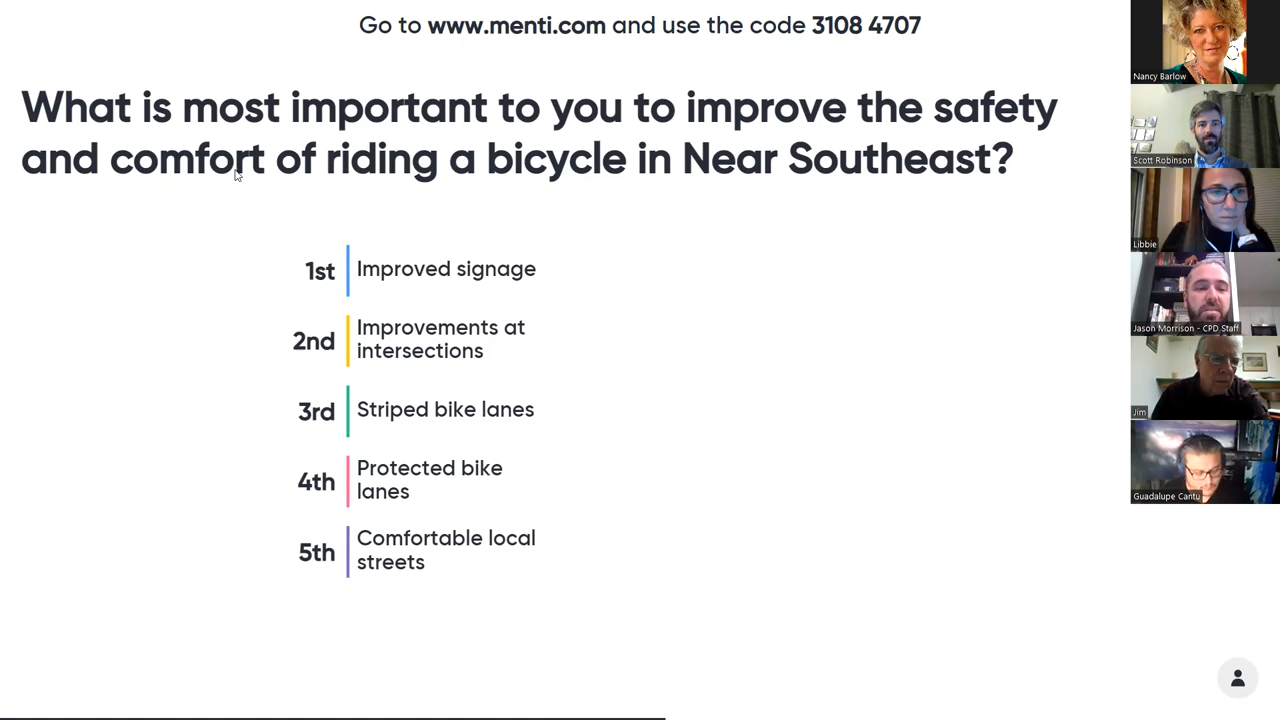 Go to www.menti.com and use the code 3108 4707
What is most important to you to improve the safety
and comfort of riding a bicycle in Near Southeast?
1st Improved signage
2nd Improvements at
intersections
3rd Striped bike lanes
4th Protected bike
lanes
5th Comfortable local
streets
Nancy Barlow
Scott Robinson
Libbie
Jason Morrison - CPD Staff
Jim
Guadalupe Cantu